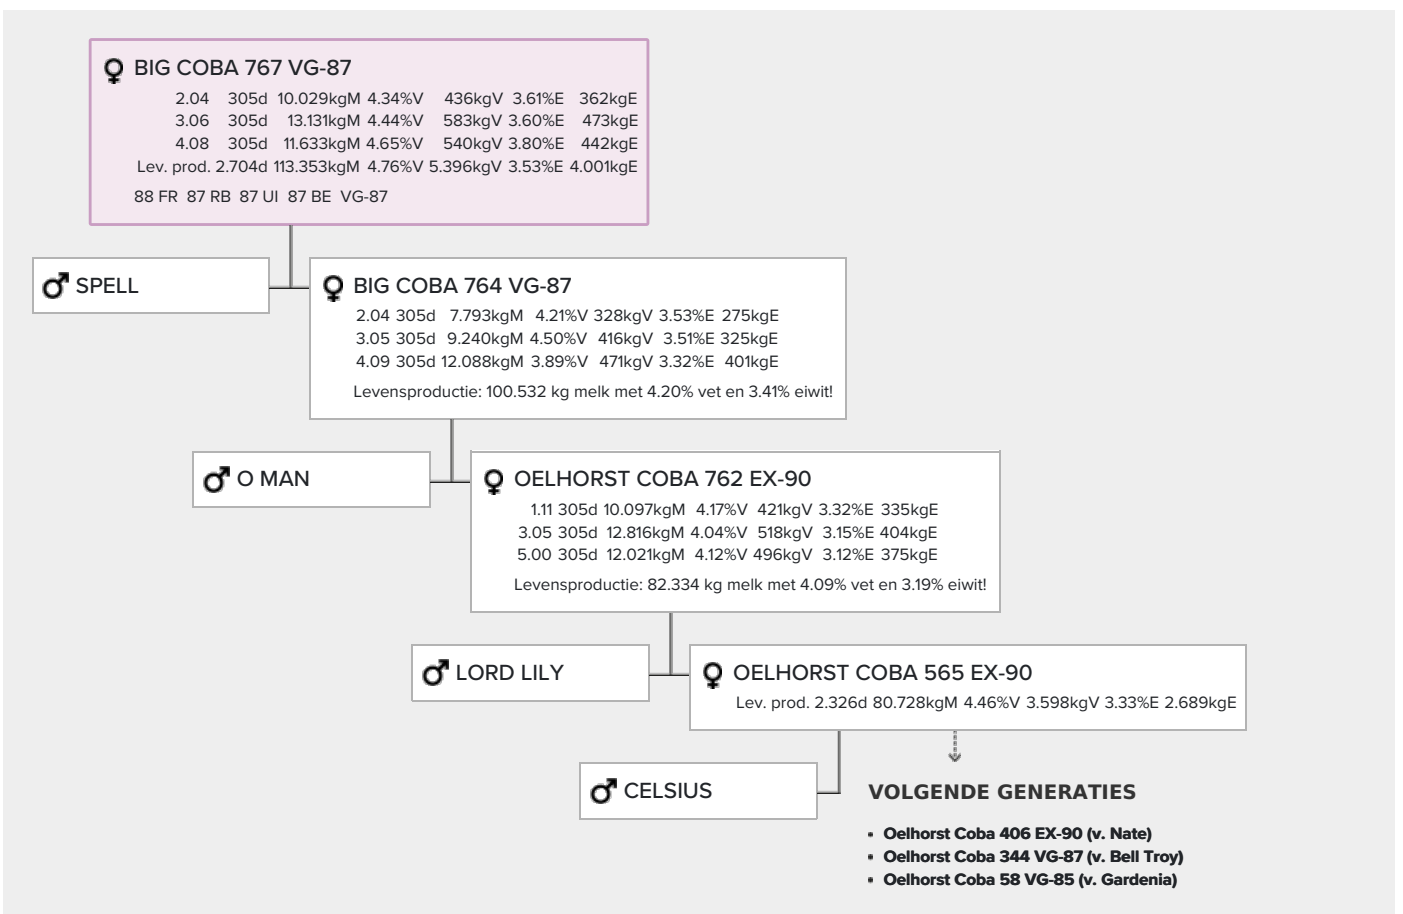 BIG COBA 767 VG-87
2.04 305d 10.029kgM 4.34%V 436kgV 3.61%E 362kgE
3.06 305d 13.131kgM 4.44%V 583kgV 3.60%E 473kgE
4.08 305d 11.633kgM 4.65%V 540kgV 3.80%E 442kgE
Lev. prod. 2.704d 113.353kgM 4.76%V 5.396kgV 3.53%E 4.001kgE
88 FR 87 RB 87 UI 87 BE VG-87
SPELL
BIG COBA 764 VG-87
2.04 305d 7.793kgM 4.21%V 328kgV 3.53%E 275kgE
3.05 305d 9.240kgM 4.50%V 416kgV 3.51%E 325kgE
4.09 305d 12.088kgM 3.89%V 471kgV 3.32%E 401kgE
Levensproductie: 100.532 kg melk met 4.20% vet en 3.41% eiwit!
O MAN
OELHORST COBA 762 EX-90
1.11 305d 10.097kgM 4.17%V 421kgV 3.32%E 335kgE
3.05 305d 12.816kgM 4.04%V 518kgV 3.15%E 404kgE
5.00 305d 12.021kgM 4.12%V 496kgV 3.12%E 375kgE
Levensproductie: 82.334 kg melk met 4.09% vet en 3.19% eiwit!
LORD LILY
OELHORST COBA 565 EX-90
Lev. prod. 2.326d 80.728kgM 4.46%V 3.598kgV 3.33%E 2.689kgE
CELSIUS
VOLGENDE GENERATIES
• Oelhorst Coba 406 EX-90 (v. Nate)
• Oelhorst Coba 344 VG-87 (v. Bell Troy)
• Oelhorst Coba 58 VG-85 (v. Gardenia)